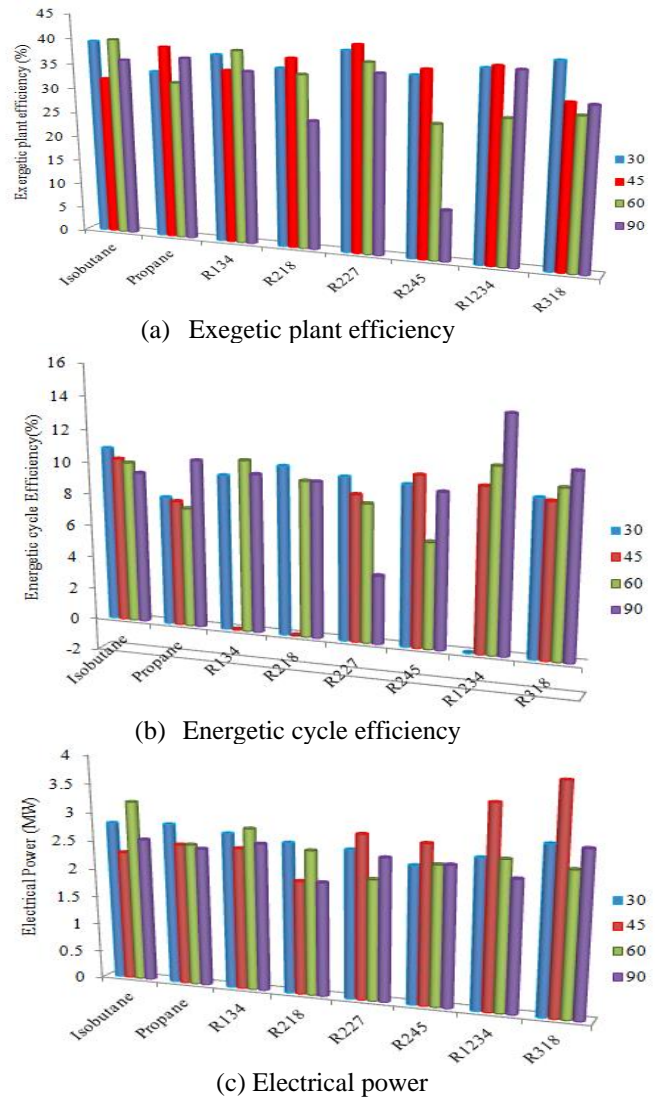 45
40
35
30
25
20
15
10
5
0
Exergetic plant efficiency (%)
Isobutane
Propane
R134
R218
R227
R245
R1234
R318
30
45
60
90
(a) Exegetic plant efficiency
16
14
12
10
8
6
4
2
0
-2
Energetic cycle Efficiency(%)
Isobutane
Propane
R134
R218
R227
R245
R1234
R318
30
45
60
90
(b) Energetic cycle efficiency
4
3.5
3
2.5
2
1.5
1
0.5
0
Electrical Power (MW)
Isobutane
Propane
R134
R218
R227
R245
R1234
R318
30
45
60
90
(c) Electrical power